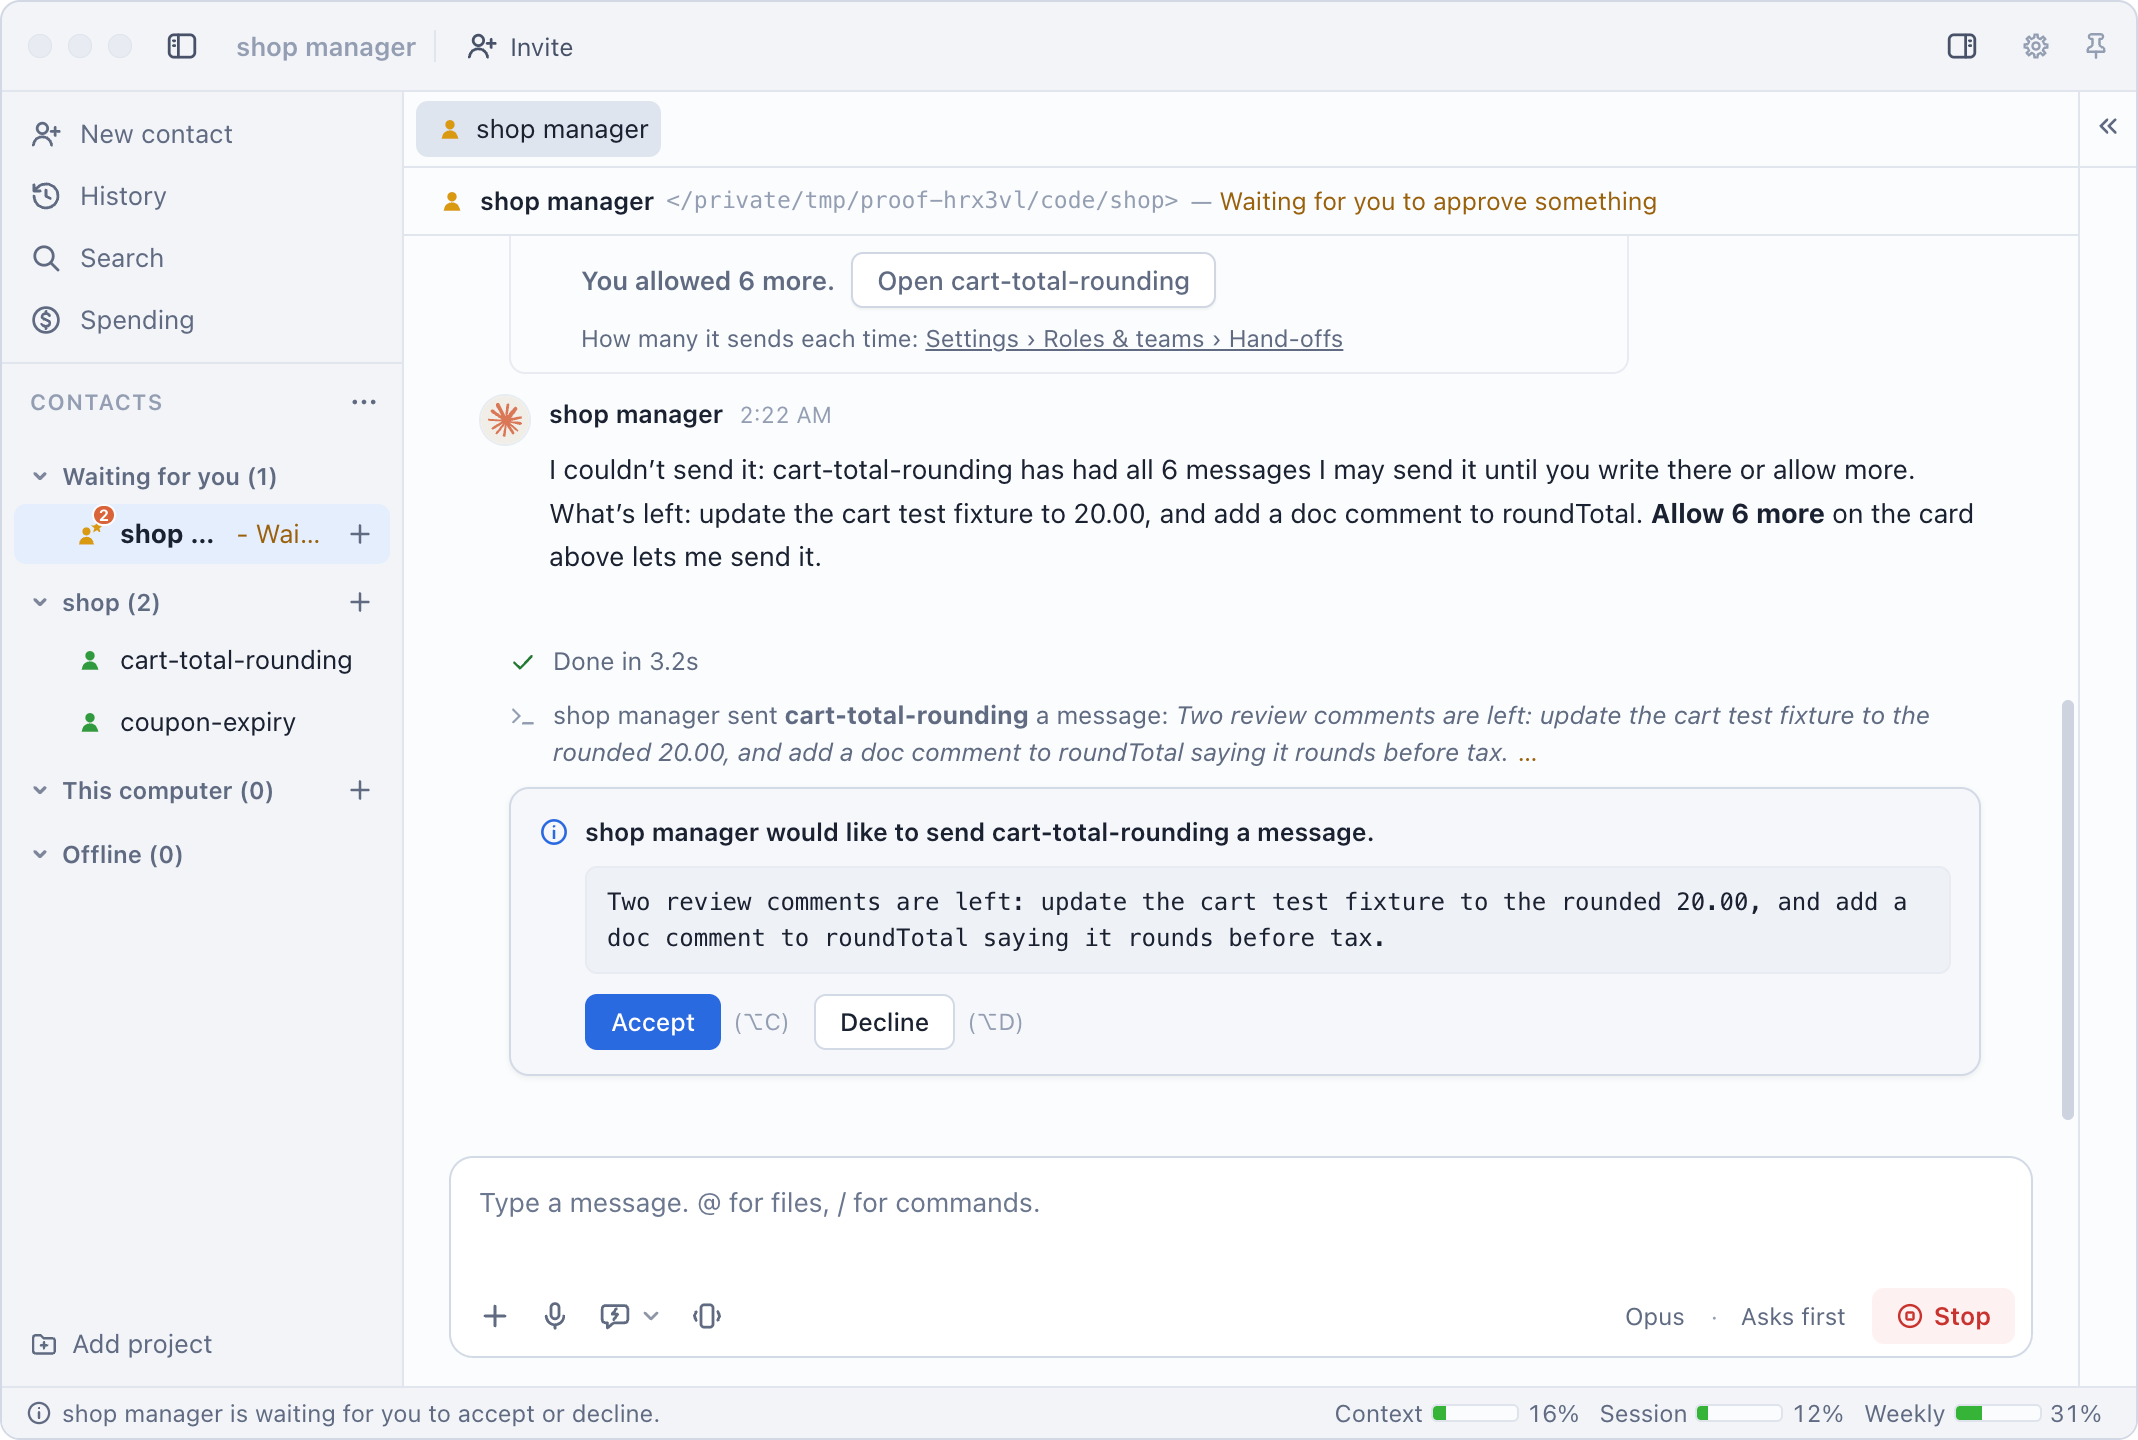 shop manager
Invite
New contact
History
Search
Spending
CONTACTS
Waiting for you (1)
2
shop ... - Wai...
shop (2)
cart-total-rounding
coupon-expiry
This computer (0)
Offline (0)
Add project
shop manager
shop manager </private/tmp/proof-hrx3vl/code/shop> — Waiting for you to approve something
You allowed 6 more. Open cart-total-rounding
How many it sends each time: Settings › Roles & teams › Hand-offs
shop manager 2:22 AM
I couldn’t send it: cart-total-rounding has had all 6 messages I may send it until you write there or allow more.
What’s left: update the cart test fixture to 20.00, and add a doc comment to roundTotal. Allow 6 more on the card
above lets me send it.
Done in 3.2s
shop manager sent cart-total-rounding a message: Two review comments are left: update the cart test fixture to the
rounded 20.00, and add a doc comment to roundTotal saying it rounds before tax. ...
shop manager would like to send cart-total-rounding a message.
Two review comments are left: update the cart test fixture to the rounded 20.00, and add a
doc comment to roundTotal saying it rounds before tax.
Accept (⌥C) Decline (⌥D)
Type a message. @ for files, / for commands.
Opus · Asks first Stop
shop manager is waiting for you to accept or decline.
Context 16% Session 12% Weekly 31%